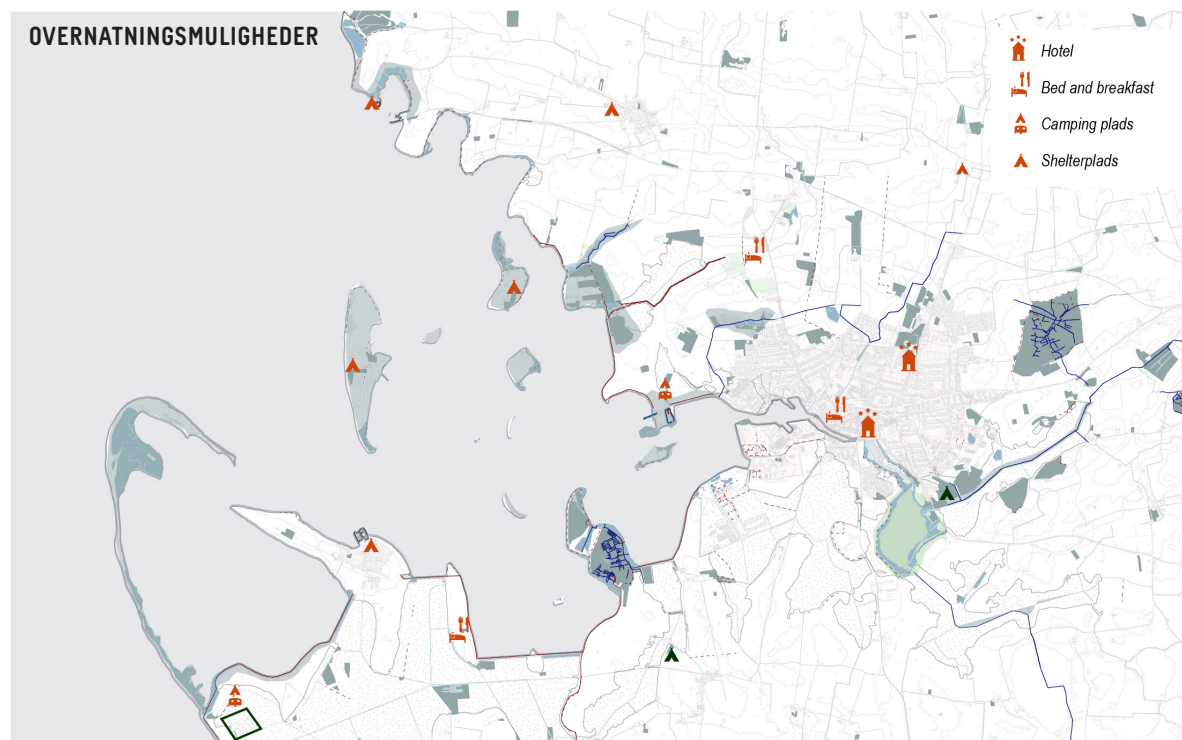 OVERNATNINGSMULIGHEDER
Hotel
Bed and breakfast
Camping plads
Shelterplads